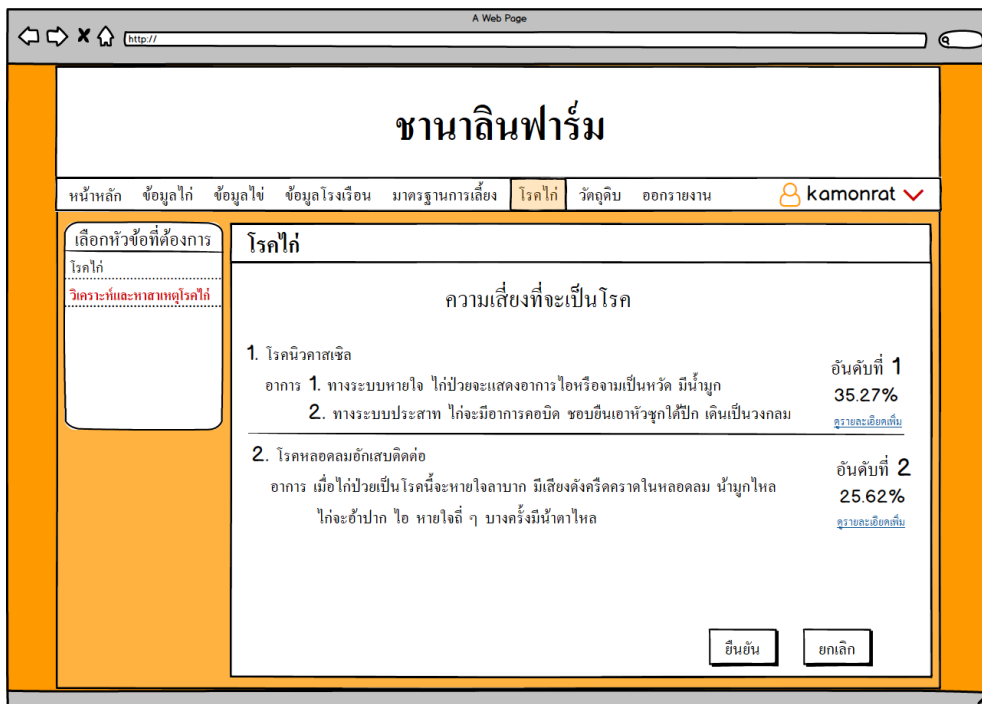 A Web Page
http://
ชานาลินฟาร์ม
หน้าหลัก ข้อมูลไก่ ข้อมูลไข่ ข้อมูลโรงเรือน มาตรฐานการเลี้ยง โรคไก่ วัตถุดิบ ออกรายงาน kamonrat
เลือกหัวข้อที่ต้องการ
โรคไก่
วิเคราะห์และหาสาเหตุโรคไก่
โรคไก่
ความเสี่ยงที่จะเป็นโรค
1. โรคนิวคาสเซิล
อาการ 1. ทางระบบหายใจ ไก่ป่วยจะแสดงอาการไอหรือจามเป็นหวัด มีน้ำมูก
2. ทางระบบประสาท ไก่จะมีอาการคอบิด ชอบยืนเอาหัวซุกใต้ปีก เดินเป็นวงกลม
อันดับที่ 1
35.27%
ดูรายละเอียดเพิ่ม
2. โรคหลอดลมอักเสบติดต่อ
อาการ เมื่อไก่ป่วยเป็นโรคนี้จะหายใจลาบาก มีเสียงดังครืดคราดในหลอดลม น้ามูกไหล
ไก่จะอ้าปาก ไอ หายใจถี่ ๆ บางครั้งมีน้าตาไหล
อันดับที่ 2
25.62%
ดูรายละเอียดเพิ่ม
ยืนยัน ยกเลิก